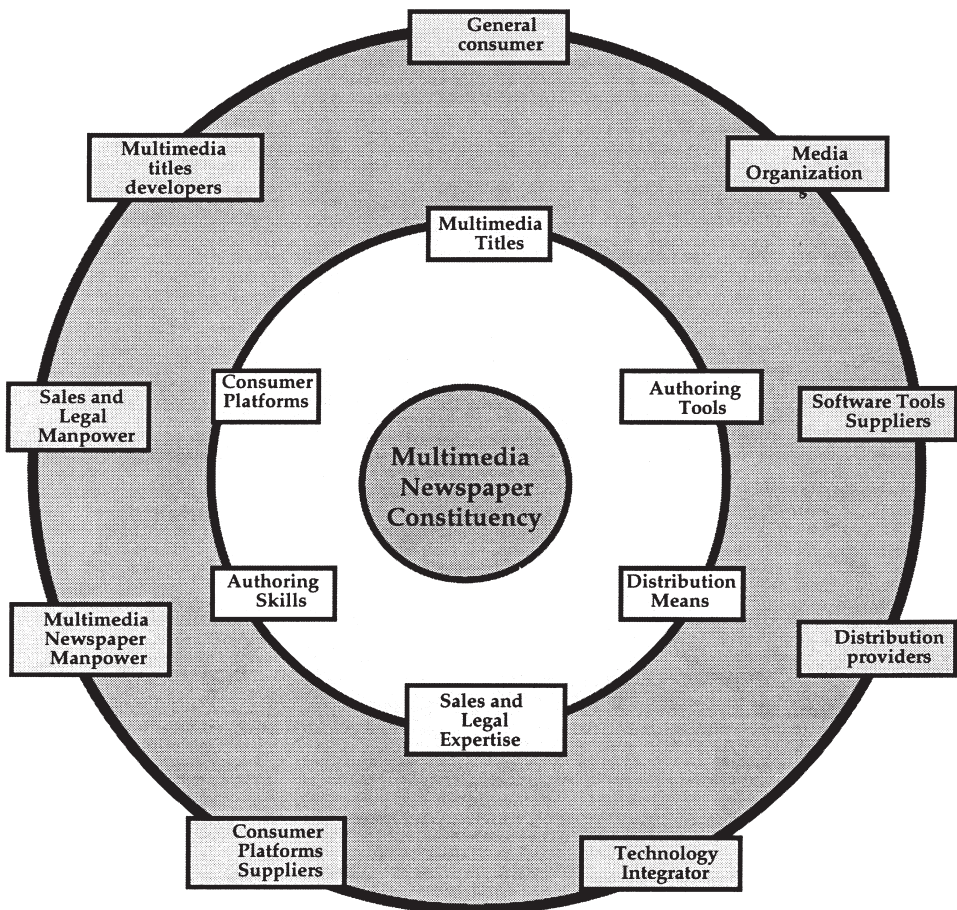 General
consumer
Multimedia
titles
developers
Media
Organization
s
Multimedia
Titles
Consumer
Platforms
Authoring
Tools
Sales and
Legal
Manpower
Software Tools
Suppliers
Multimedia
Newspaper
Constituency
Authoring
Skills
Distribution
Means
Multimedia
Newspaper
Manpower
Distribution
providers
Sales and
Legal
Expertise
Consumer
Platforms
Suppliers
Technology
Integrator